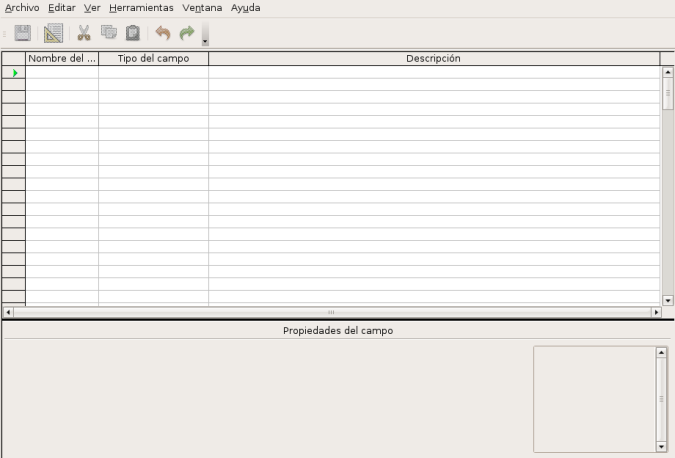 Archivo Editar Ver Herramientas Ventana Ayuda
Nombre del ... Tipo del campo Descripción
Propiedades del campo